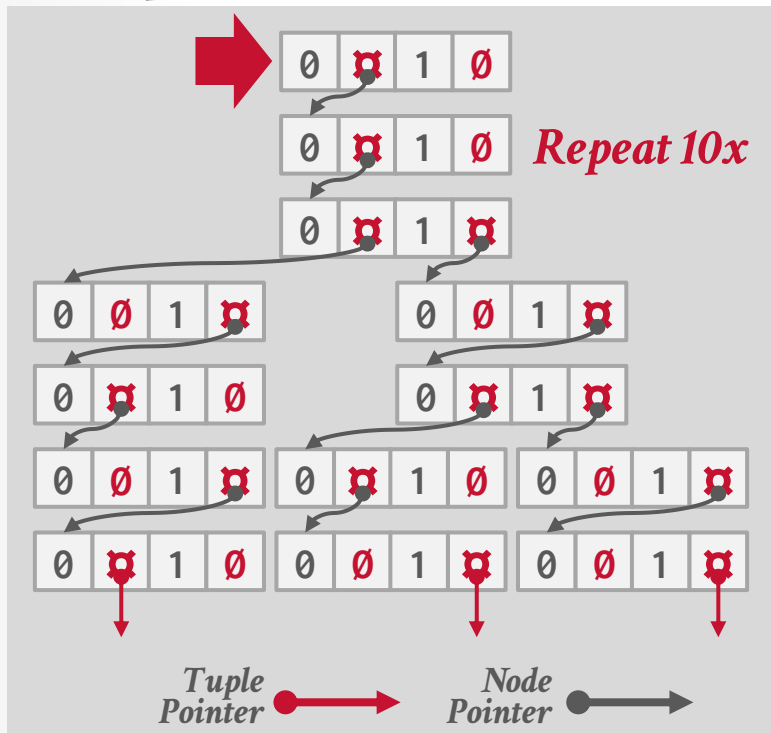 0 ¤ 1 Ø
0 ¤ 1 Ø
Repeat 10x
0 ¤ 1 ¤
0 Ø 1 ¤ 0 Ø 1 ¤
0 ¤ 1 Ø 0 ¤ 1 ¤
0 Ø 1 ¤ 0 ¤ 1 Ø 0 Ø 1 ¤
0 ¤ 1 Ø 0 Ø 1 ¤ 0 Ø 1 ¤
Tuple
Pointer
Node
Pointer